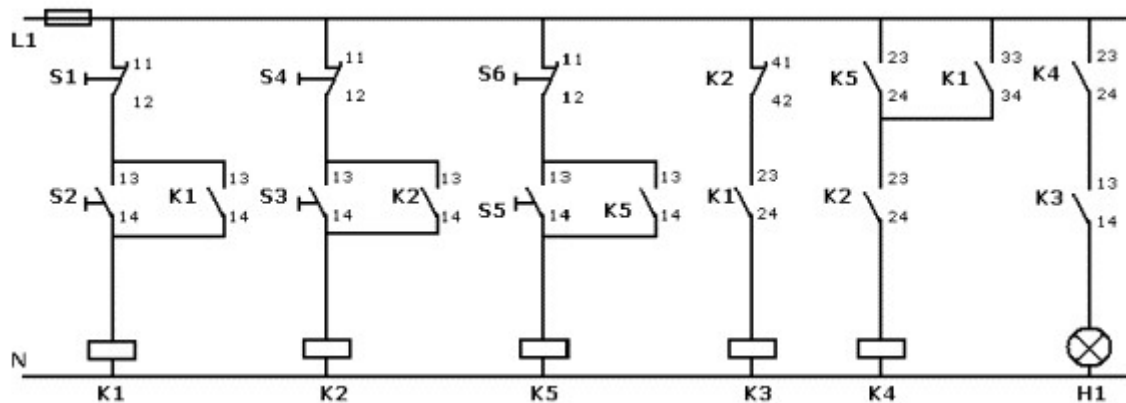 L1
11 11 11 41 23 33 23
S1 S4 S6 K2 K5 K1 K4
12 12 12 42 24 34 24
13 13 13 13 13 13 23 23 13
S2 K1 S3 K2 S5 K5 K1 K2 K3
14 14 14 14 14 14 24 24 14
N
K1 K2 K5 K3 K4 H1